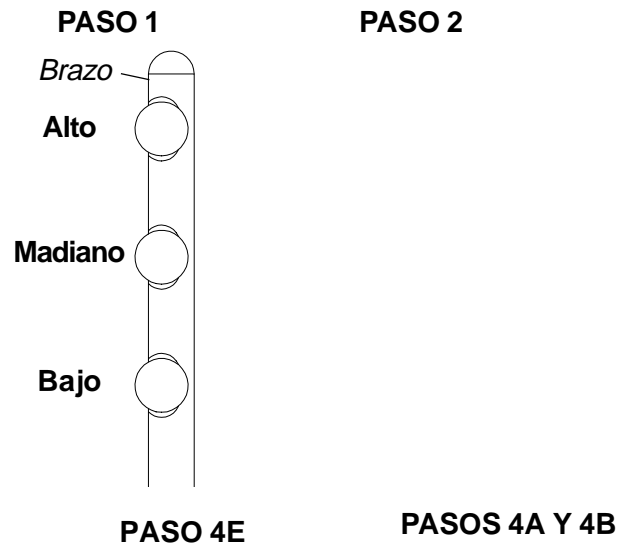 PASO 1
PASO 2
Brazo
Alto
Madiano
Bajo
PASO 4E
PASOS 4A Y 4B